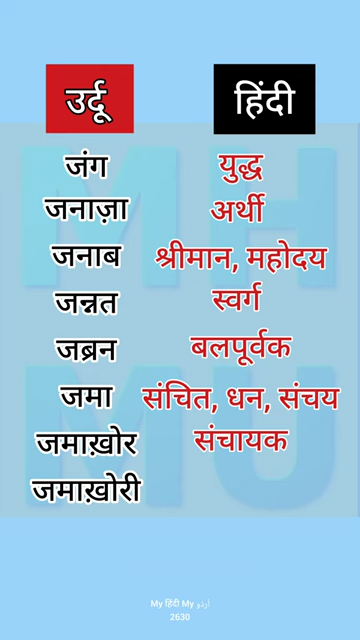 उर्दू हिंदी
जंग युद्ध
जनाज़ा अर्थी
जनाब श्रीमान, महोदय
जन्नत स्वर्ग
जब्रन बलपूर्वक
जमा संचित, धन, संचय
जमाख़ोर संचायक
जमाख़ोरी
My हिंदी My اردو
2630